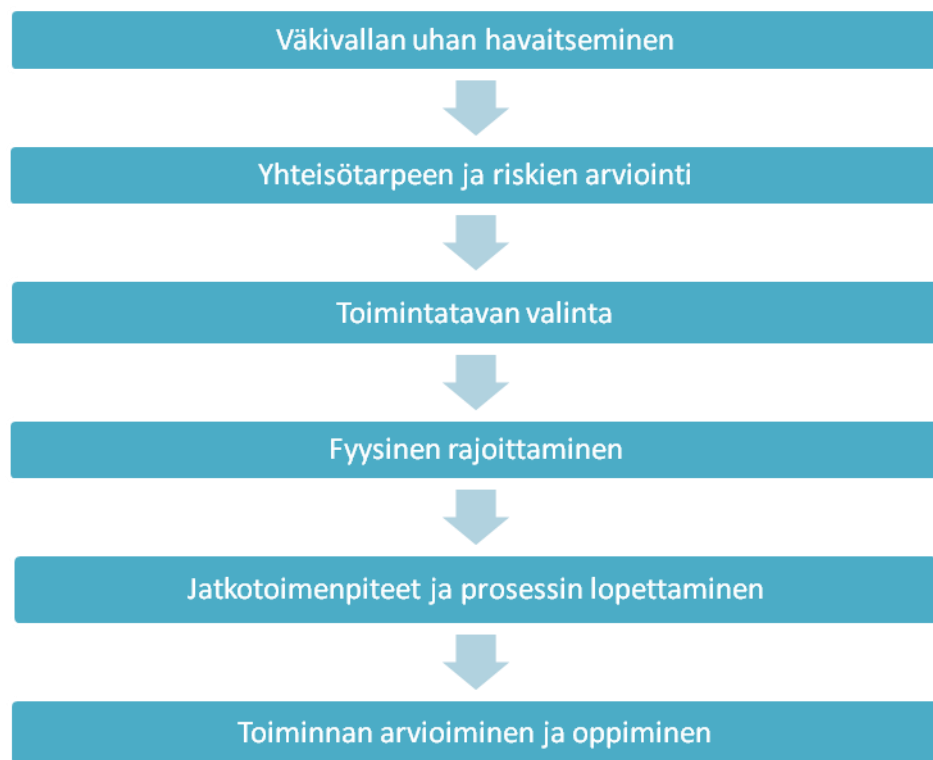 Väkivallan uhan havaitseminen
Yhteisötarpeen ja riskien arviointi
Toimintatavan valinta
Fyysinen rajoittaminen
Jatkotoimenpiteet ja prosessin lopettaminen
Toiminnan arvioiminen ja oppiminen